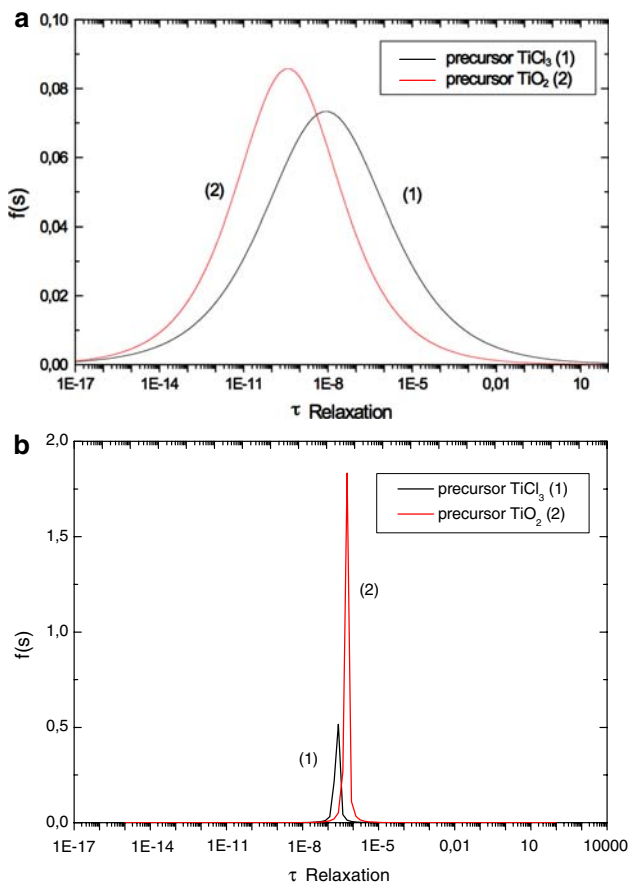 a
0,10
0,08
0,06
0,04
0,02
0,00
f(s)
precursor TiCl₃ (1)
precursor TiO₂ (2)
(2)
(1)
1E-17 1E-14 1E-11 1E-8 1E-5 0,01 10
τ Relaxation
b
2,0
1,5
1,0
0,5
0,0
f(s)
precursor TiCl₃ (1)
precursor TiO₂ (2)
(2)
(1)
1E-17 1E-14 1E-11 1E-8 1E-5 0,01 10 10000
τ Relaxation